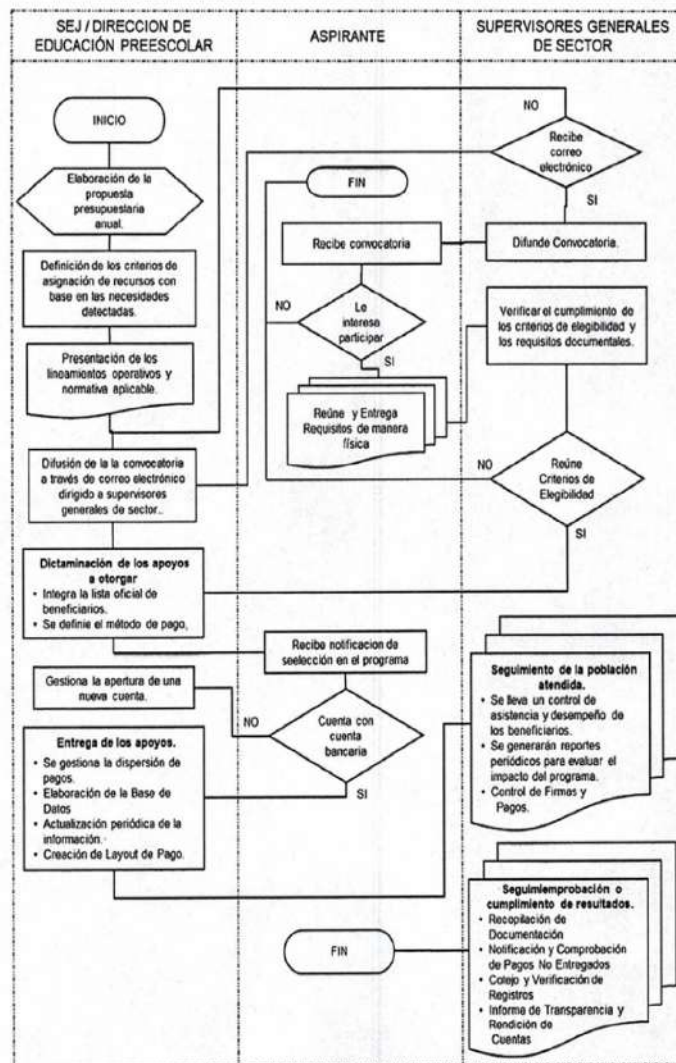 SEJ / DIRECCION DE
EDUCACIÓN PREESCOLAR
ASPIRANTE
SUPERVISORES GENERALES
DE SECTOR
INICIO
Elaboración de la
propuesta
presupuestaria
anual.
Definición de los criterios de
asignación de recursos con
base en las necesidades
detectadas.
Presentación de los
lineamientos operativos y
normativa aplicable.
Difusión de la la convocatoria
a través de correo electrónico
dirigido a supervisores
generales de sector..
Dictaminación de los apoyos
a otorgar
• Integra la lista oficial de
beneficiarios.
• Se definie el método de pago,
Gestiona la apertura de una
nueva cuenta.
Entrega de los apoyos.
• Se gestiona la dispersión de
pagos.
• Elaboración de la Base de
Datos
• Actualización periódica de la
información.
• Creación de Layout de Pago.
FIN
Recibe convocatoria
NO
Le
interesa
participar
SI
Reúne y Entrega
Requisitos de manera
física
Recibe notificacion de
seelección en el programa
NO
Cuenta con
cuenta
bancaria
SI
FIN
NO
Recibe
correo
electrónico
SI
Difunde Convocatoria.
Verificar el cumplimiento de
los criterios de elegibilidad y
los requisitos documentales.
NO
Reúne
Criterios de
Elegibilidad
SI
Seguimiento de la población
atendida.
• Se lleva un control de
asistencia y desempeño de
los beneficiarios.
• Se generarán reportes
periódicos para evaluar el
impacto del programa.
• Control de Firmas y
Pagos.
Seguimiemprobación o
cumplimiento de resultados.
• Recopilación de
Documentación
• Notificación y Comprobación
de Pagos No Entregados
• Cotejo y Verificación de
Registros
• Informe de Transparencia y
Rendición de
Cuentas